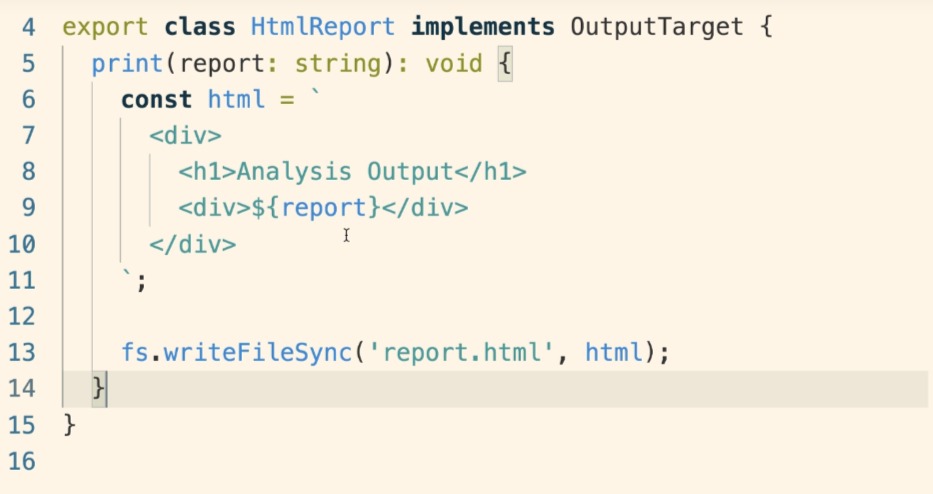 4 export class HtmlReport implements OutputTarget {
5   print(report: string): void {
6     const html = `
7       <div>
8         <h1>Analysis Output</h1>
9         <div>${report}</div>
10       </div>
11     `;
12
13     fs.writeFileSync('report.html', html);
14   }
15 }
16